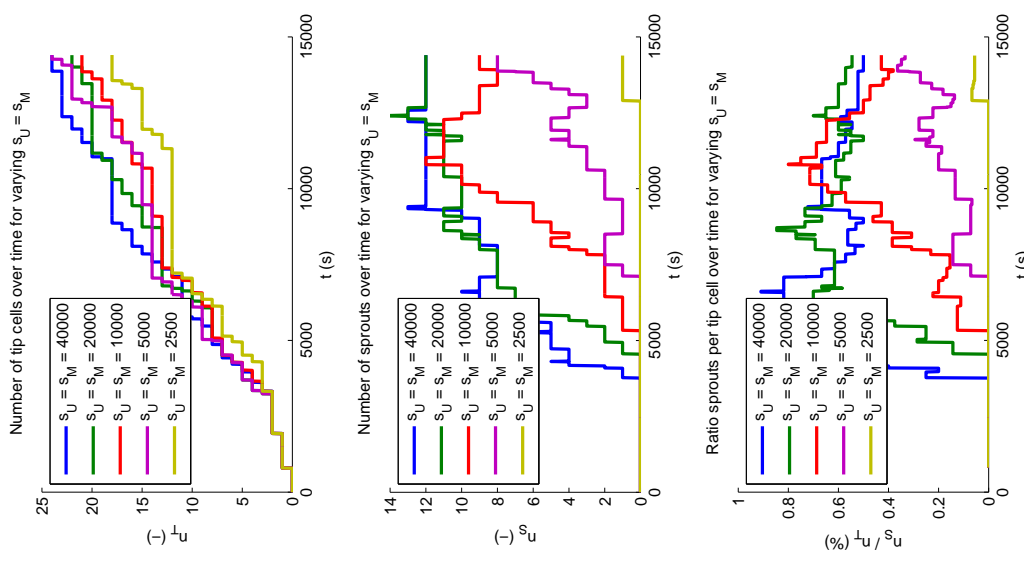 Number of tip cells over time for varying s_U = s_M
n_T (-)
25
20
15
10
5
0
0
5000
10000
15000
t (s)
s_U = s_M = 40000
s_U = s_M = 20000
s_U = s_M = 10000
s_U = s_M = 5000
s_U = s_M = 2500
Number of sprouts over time for varying s_U = s_M
n_S (-)
14
12
10
8
6
4
2
0
0
5000
10000
15000
t (s)
s_U = s_M = 40000
s_U = s_M = 20000
s_U = s_M = 10000
s_U = s_M = 5000
s_U = s_M = 2500
Ratio sprouts per tip cell over time for varying s_U = s_M
n_S / n_T (%)
1
0.8
0.6
0.4
0.2
0
0
5000
10000
15000
t (s)
s_U = s_M = 40000
s_U = s_M = 20000
s_U = s_M = 10000
s_U = s_M = 5000
s_U = s_M = 2500